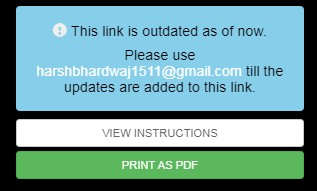 This link is outdated as of now.
Please use
harshbhardwaj1511@gmail.com till the
updates are added to this link.
VIEW INSTRUCTIONS
PRINT AS PDF